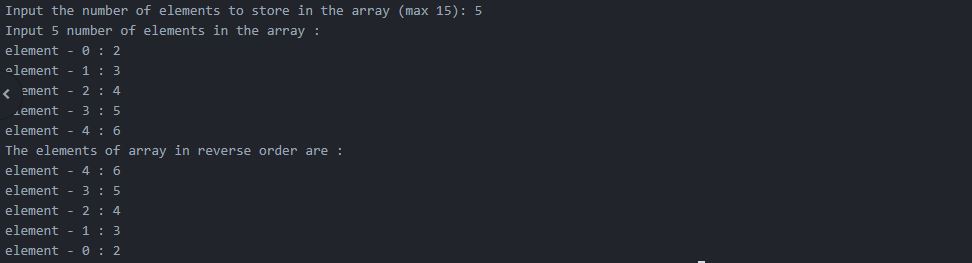 Input the number of elements to store in the array (max 15): 5
Input 5 number of elements in the array :
element - 0 : 2
element - 1 : 3
ement - 2 : 4
ement - 3 : 5
element - 4 : 6
The elements of array in reverse order are :
element - 4 : 6
element - 3 : 5
element - 2 : 4
element - 1 : 3
element - 0 : 2